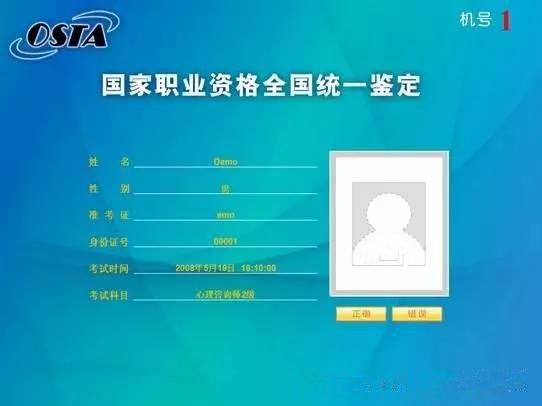 OSTA
机号 1
国家职业资格全国统一鉴定
姓 名 Demo
性 别 男
准 考 证 emo
身份证号 00001
考试时间 2008年5月18日 18:10:00
考试科目 心理咨询师2级
正确 错误